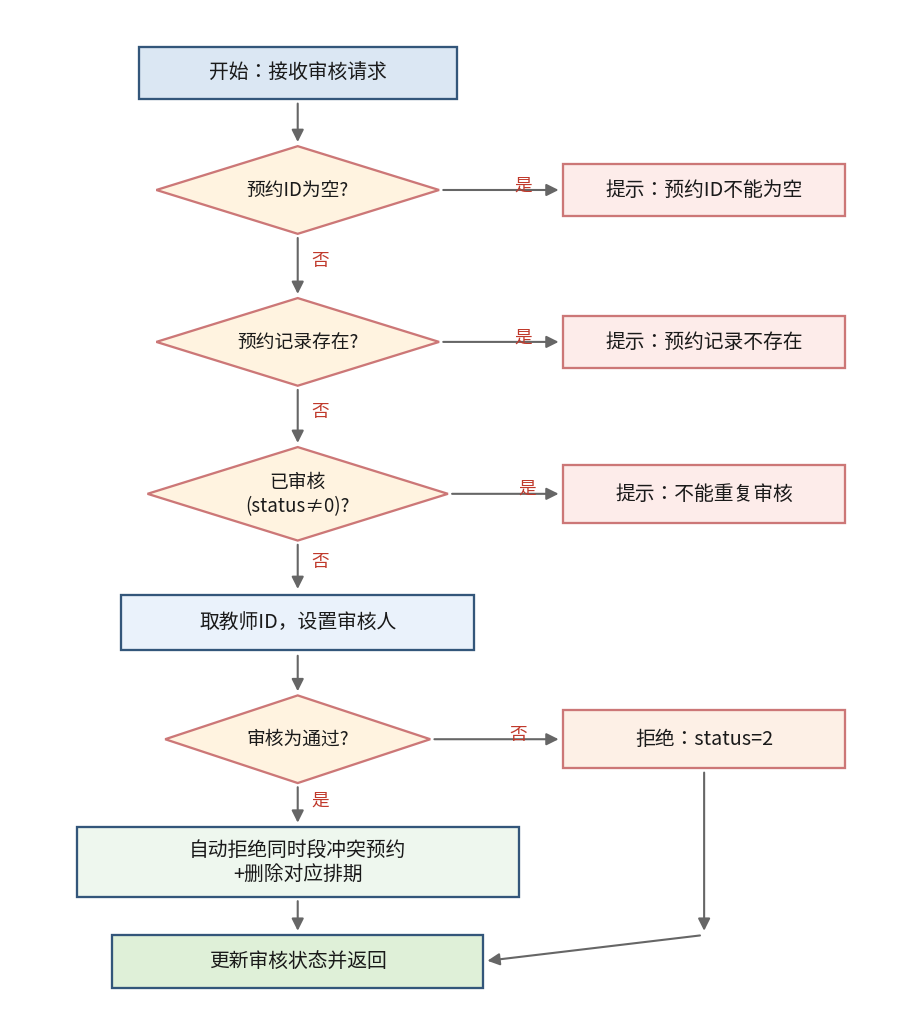 开始：接收审核请求
预约ID为空?
是
提示：预约ID不能为空
否
预约记录存在?
是
提示：预约记录不存在
否
已审核
(status≠0)?
是
提示：不能重复审核
否
取教师ID，设置审核人
审核为通过?
否
拒绝：status=2
是
自动拒绝同时段冲突预约
+删除对应排期
更新审核状态并返回